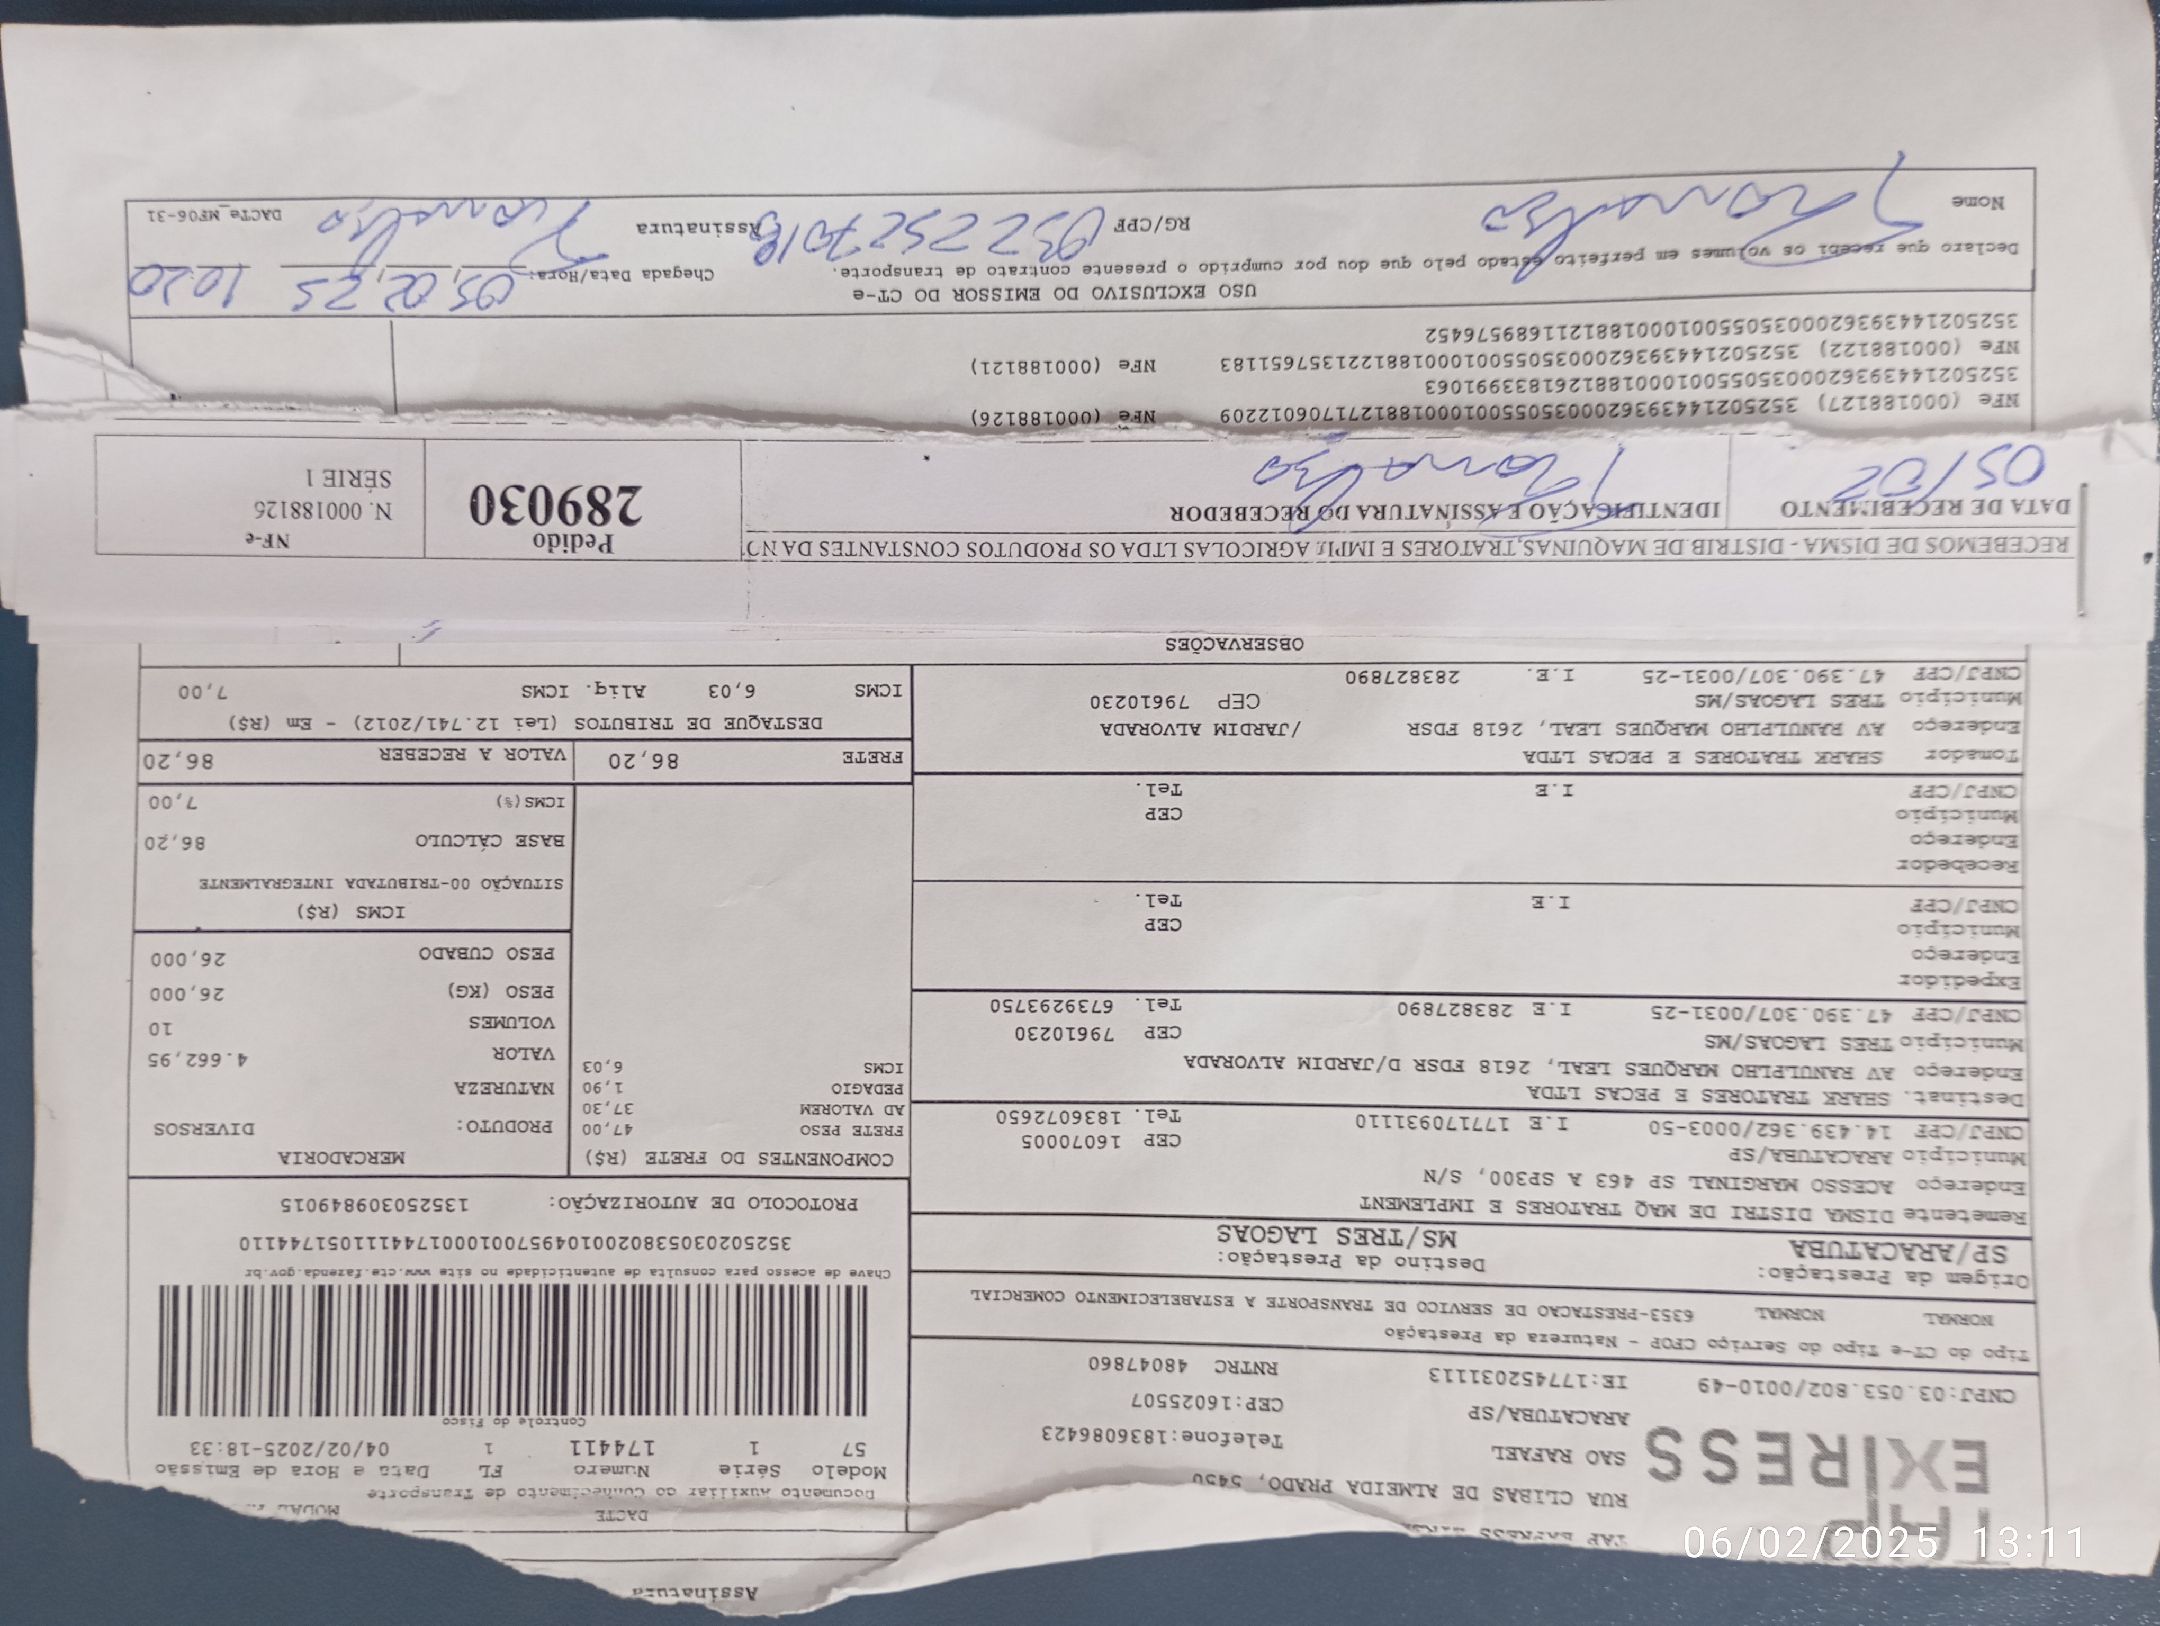 Assinatura
DACTE
Documento Auxiliar do Conhecimento de Transporte
Modelo Série Numero FL Data e Hora de Emissão
57 1 174411 1 04/02/2025-18:33
Controle do Fisco
Chave de acesso para consulta de autenticidade no site www.cte.fazenda.gov.br
352502030538020010495700100017441111051744110
PROTOCOLO DE AUTORIZAÇÃO: 135250309849015
TAP EXPRESS
TAP
EXPRESS
RUA CLIBAS DE ALMEIDA PRADO, 5450
SAO RAFAEL Telefone:1836086423
ARACATUBA/SP CEP:16025507
CNPJ:03.053.802/0010-49 IE:177452031113 RNTRC 48047860
Tipo do CT-e Tipo do Serviço CFOP - Natureza da Prestação
NORMAL NORMAL 6353-PRESTACAO DE SERVICO DE TRANSPORTE A ESTABELECIMENTO COMERCIAL
Origem da Prestação: Destino da Prestação:
SP/ARACATUBA MS/TRES LAGOAS
Remetente DISMA DISTRI DE MAQ TRATORES E IMPLEMENT
Endereço ACESSO MARGINAL SP 463 A SP300, S/N
Município ARACATUBA/SP CEP 16070005
CNPJ/CPF 14.439.362/0003-50 I.E 177170931110 Tel. 1836072650
Destinat. SHARK TRATORES E PECAS LTDA
Endereço AV RANULPLHO MARQUES LEAL, 2618 FDSR D/JARDIM ALVORADA
Município TRES LAGOAS/MS CEP 79610230
CNPJ/CPF 47.390.307/0031-25 I.E 283827890 Tel. 6739293750
Expedidor
Endereço
Município CEP
CNPJ/CPF I.E Tel.
Recebedor
Endereço
Município CEP
CNPJ/CPF I.E Tel.
Tomador SHARK TRATORES E PECAS LTDA
Endereço AV RANULPLHO MARQUES LEAL, 2618 FDSR /JARDIM ALVORADA
Município TRES LAGOAS/MS CEP 79610230
CNPJ/CPF 47.390.307/0031-25 I.E. 283827890
COMPONENTES DO FRETE (R$)
FRETE PESO 47,00
AD VALOREM 37,30
PEDAGIO 1,90
ICMS 6,03
MERCADORIA
PRODUTO: DIVERSOS
NATUREZA
VALOR 4.662,95
VOLUMES 10
PESO (KG) 26,000
PESO CUBADO 26,000
ICMS (R$)
SITUAÇÃO 00-TRIBUTADA INTEGRALMENTE
BASE CÁLCULO 86,20
ICMS(%) 7,00
FRETE 86,20 VALOR A RECEBER 86,20
DESTAQUE DE TRIBUTOS (Lei 12.741/2012) - Em (R$)
ICMS 6,03 Aliq. ICMS 7,00
OBSERVAÇÕES
RECEBEMOS DE DISMA - DISTRIB.DE MAQUINAS,TRATORES E IMPL. AGRICOLAS LTDA OS PRODUTOS CONSTANTES DA
DATA DE RECEBIMENTO IDENTIFICAÇÃO E ASSINATURA DO RECEBEDOR
05/02
Pedido
289030
NF-e
N. 000188126
SÉRIE 1
NFe (000188127) 35250214439362000350550010001881271706012209 NFe (000188126)
35250214439362000350550010001881261833991063
NFe (000188122) 35250214439362000350550010001881221357651183 NFe (000188121)
35250214439362000350550010001881211689576452
USO EXCLUSIVO DO EMISSOR DO CT-e
Declaro que recebi os volumes em perfeito estado pelo que dou por cumprido o presente contrato de transporte. Chegada Data/Hora: 05,02,25 10:20
Nome RG/CPF 0322527018 Assinatura
DACTe_MF06-31
06/02/2025 13:11